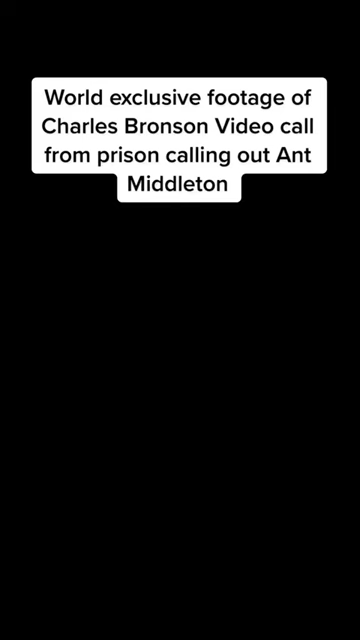 World exclusive footage of
Charles Bronson Video call
from prison calling out Ant
Middleton